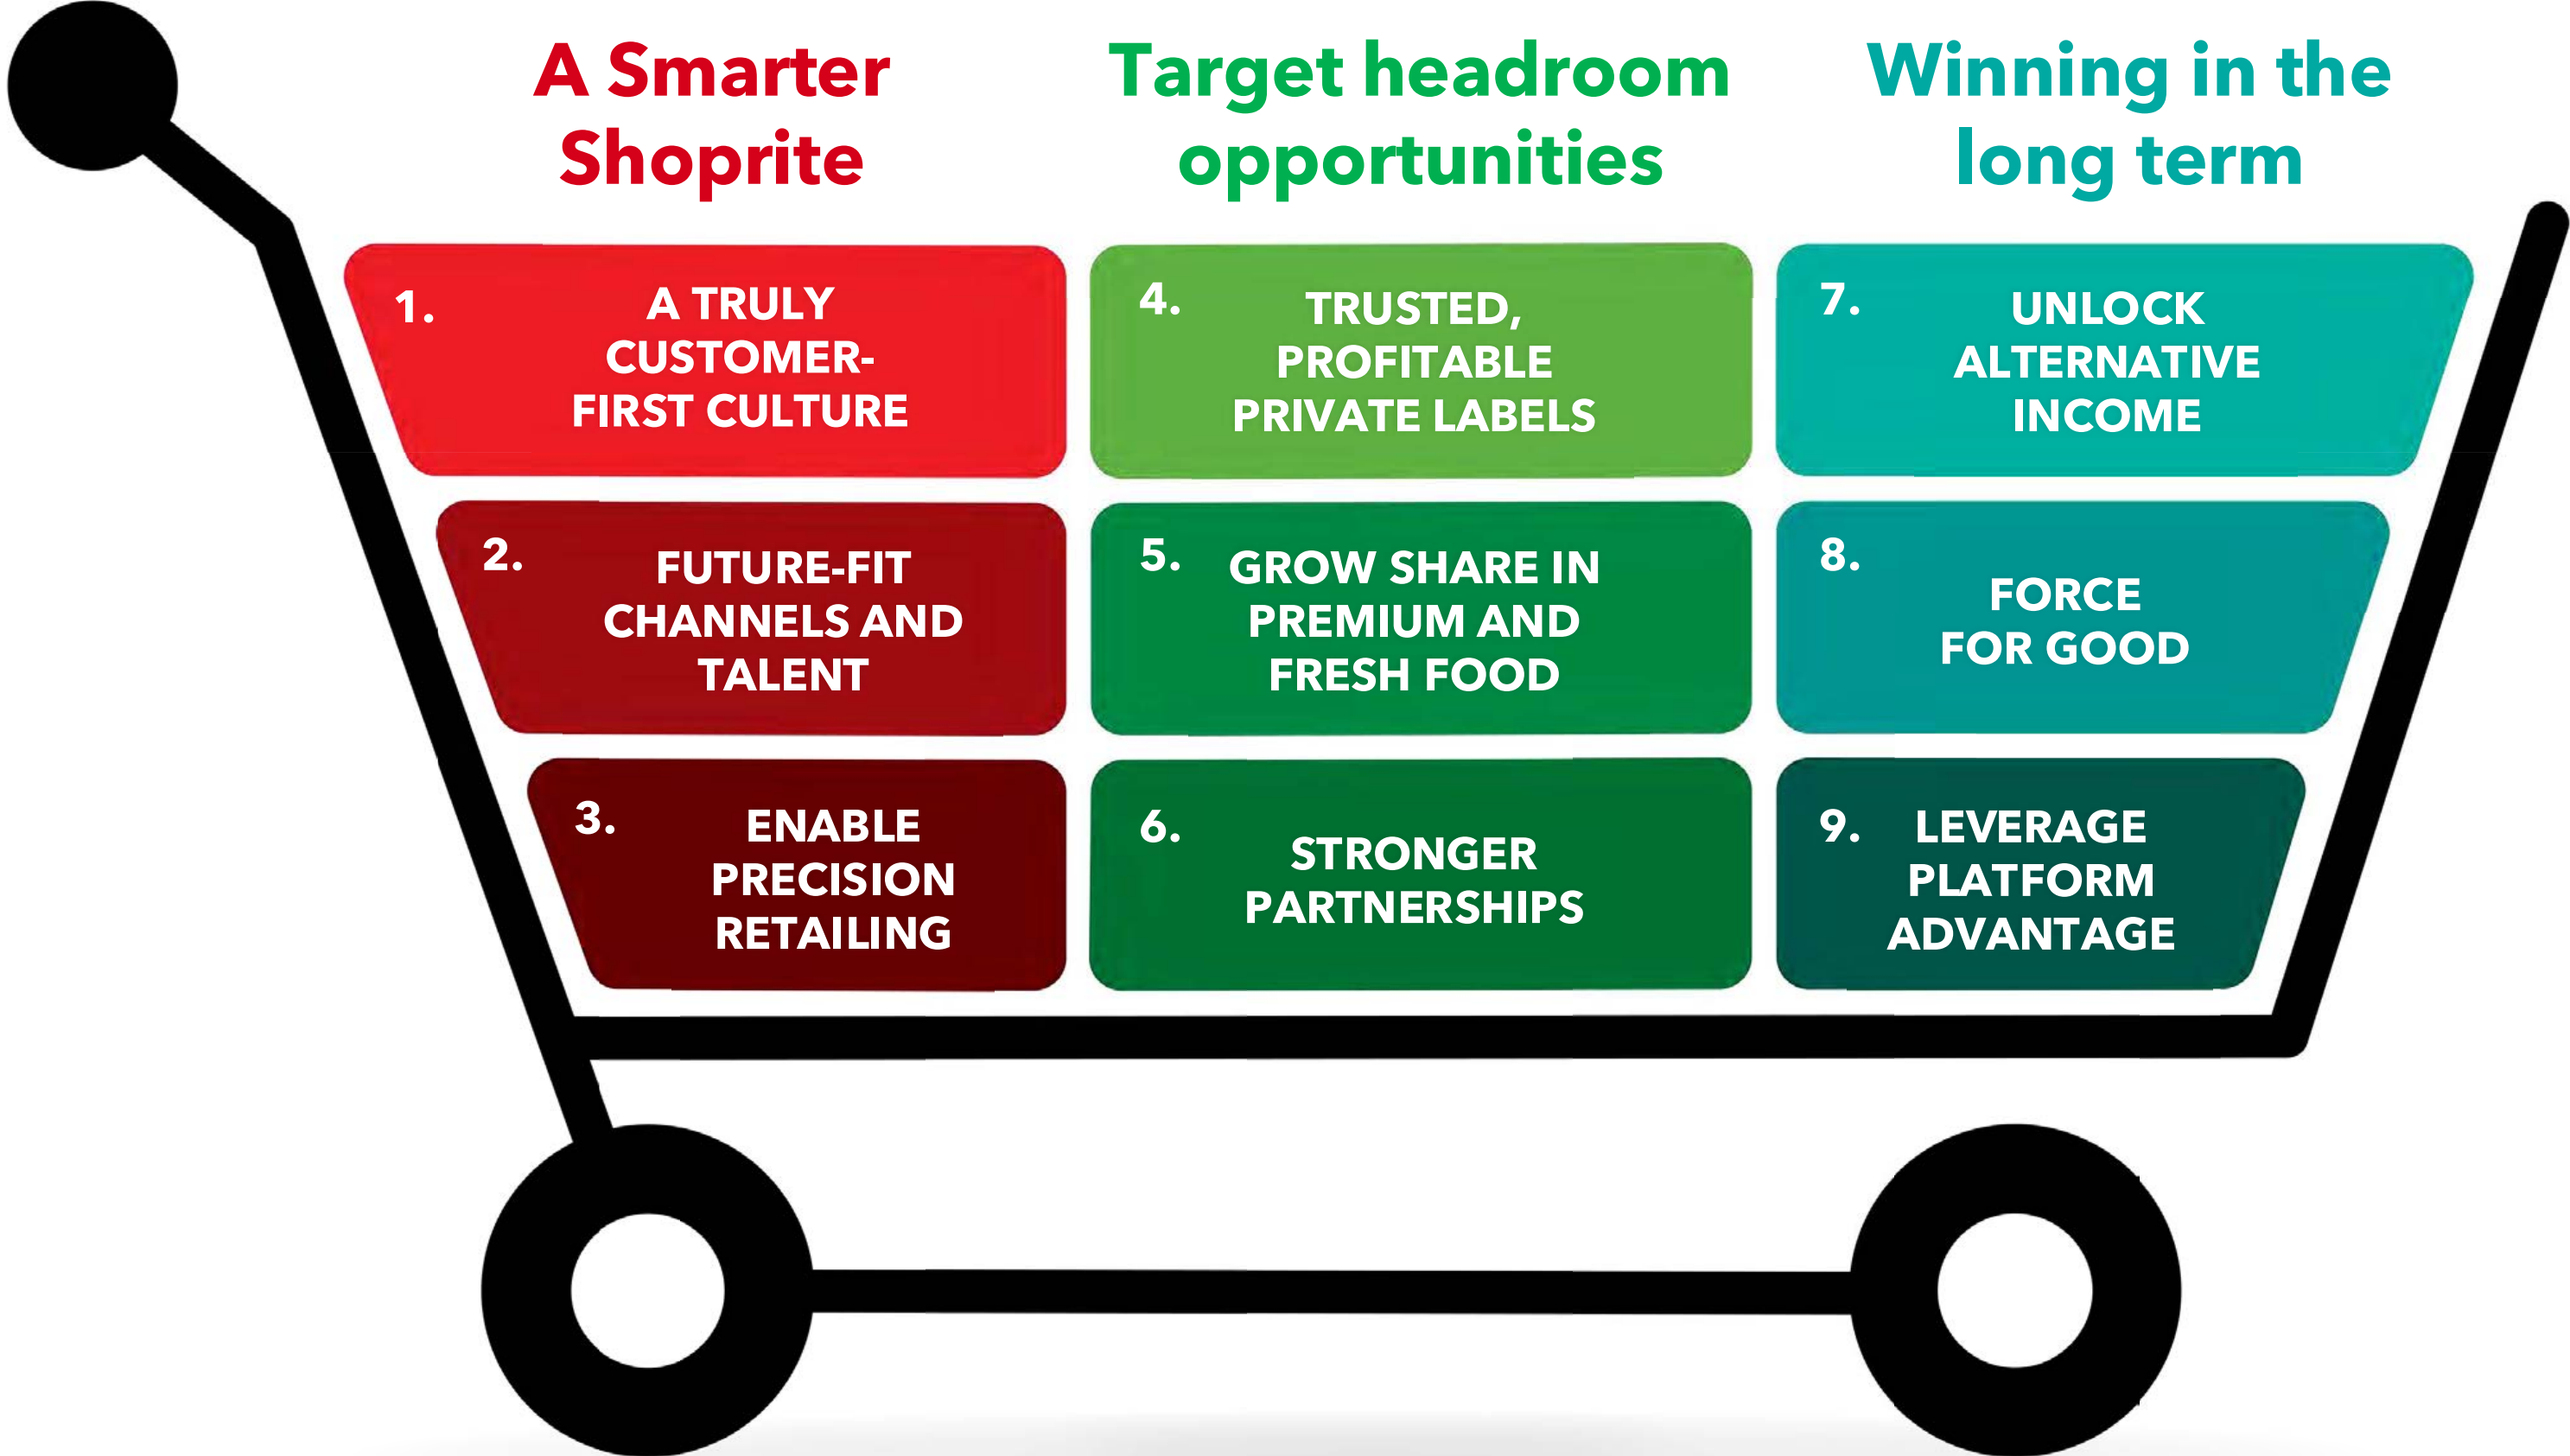 A Smarter
Shoprite
1.
A TRULY
CUSTOMER-
FIRST CULTURE
2.
FUTURE-FIT
CHANNELS AND
TALENT
3.
ENABLE
PRECISION
RETAILING
Target headroom
opportunities
4.
TRUSTED,
PROFITABLE
PRIVATE LABELS
5.
GROW SHARE IN
PREMIUM AND
FRESH FOOD
6.
STRONGER
PARTNERSHIPS
Winning in the
long term
7.
UNLOCK
ALTERNATIVE
INCOME
8.
FORCE
FOR GOOD
9.
LEVERAGE
PLATFORM
ADVANTAGE